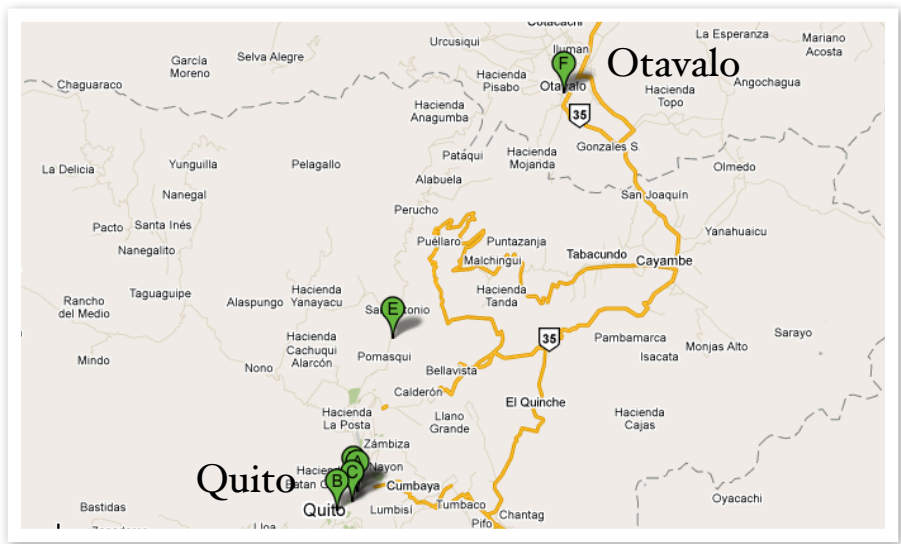 Cotacachi
Urcusiqui
La Esperanza
Mariano
Acosta
García
Moreno
Selva Alegre
Iluman
F
Otavalo
Chaguaraco
Hacienda
Pisabo
Otavalo
Hacienda
Topo
Angochagua
Hacienda
Anagumba
35
Gonzales S.
La Delicia
Yunguilla
Pelagallo
Patáqui
Hacienda
Mojanda
Olmedo
Alabuela
Nanegal
San Joaquín
Perucho
Pacto
Santa Inés
Yanahuaicu
Nanegalito
Puéllaro
Puntazanja
Malchingui
Tabacundo
Cayambe
Rancho
del Medio
Taguaguipe
Alaspungo
Hacienda
Yanayacu
Hacienda
Tanda
E
Hacienda
Cachuqui
Alarcón
35
Pambamarca
Sarayo
Mindo
Nono
Pomasqui
Isacata
Monjas Alto
Bellavista
Calderón
El Quinche
Hacienda
La Posta
Llano
Grande
Hacienda
Cajas
Zámbiza
A
Nayon
C
B
Quito
Cumbaya
Quito
Lumbisí
Tumbaco
Pifo
Chantag
Oyacachi
Bastidas